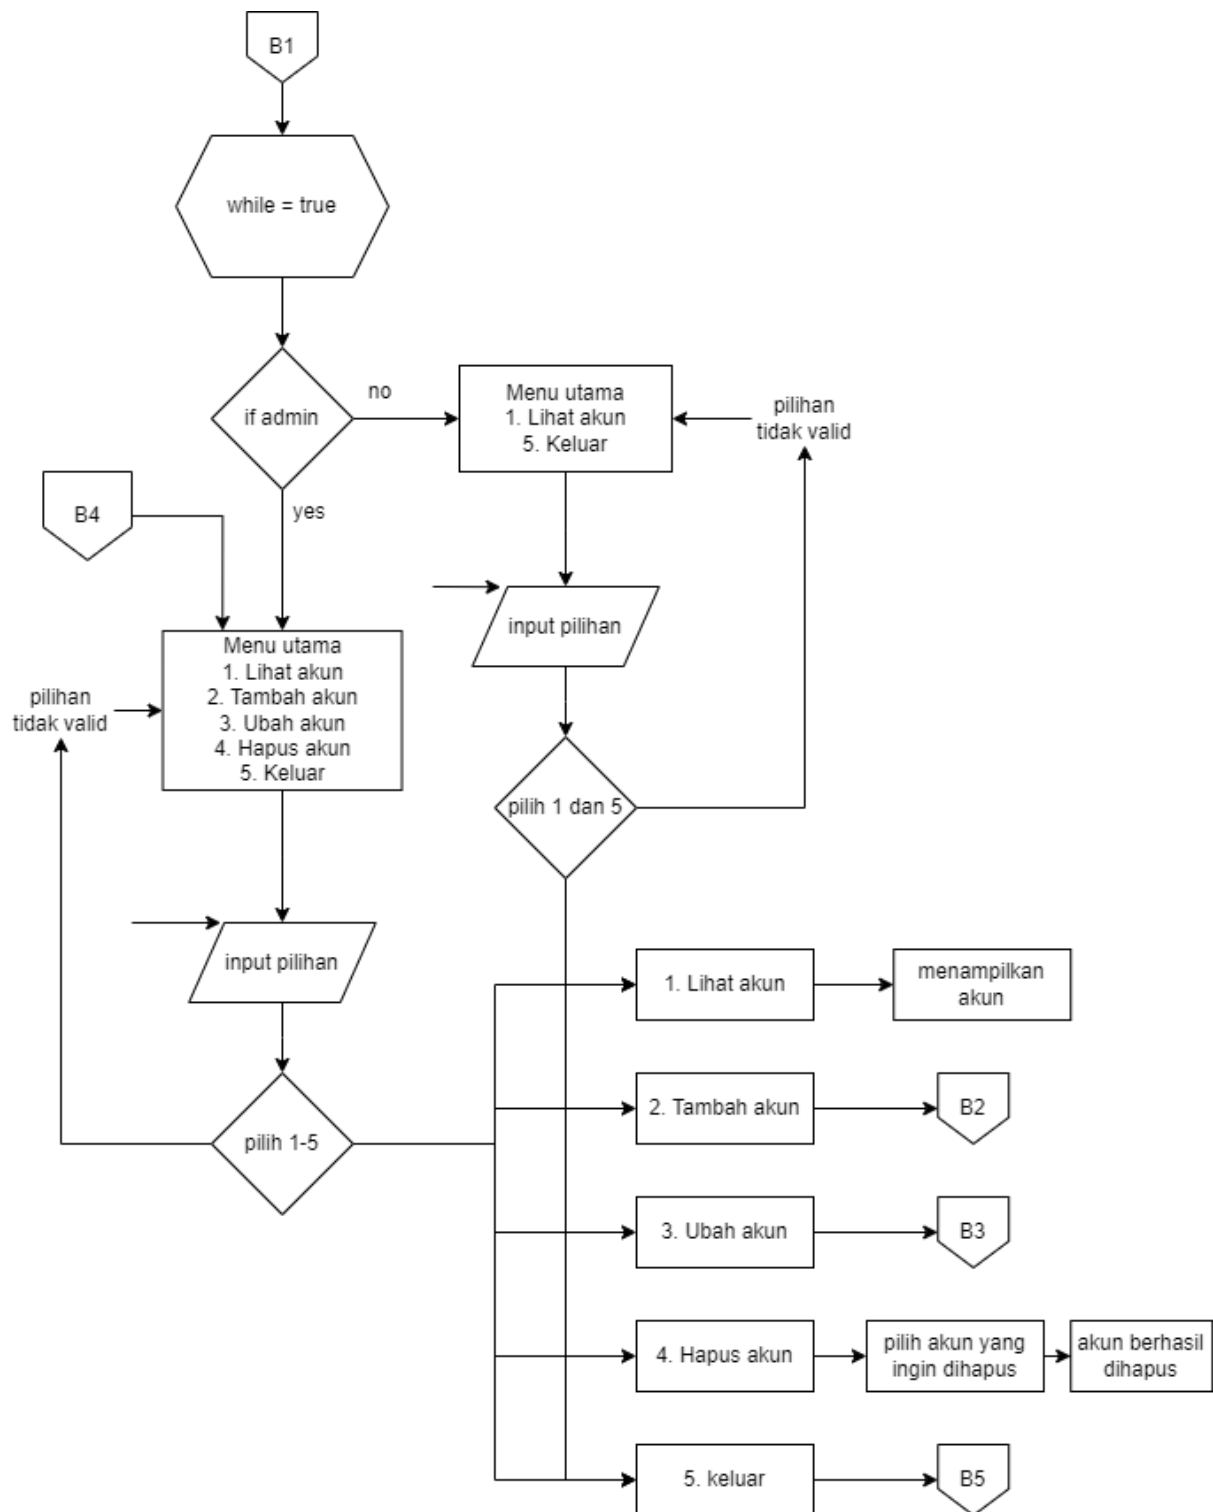 B1
while = true
if admin
no
Menu utama
1. Lihat akun
5. Keluar
pilihan
tidak valid
yes
B4
input pilihan
Menu utama
1. Lihat akun
2. Tambah akun
3. Ubah akun
4. Hapus akun
5. Keluar
pilihan
tidak valid
pilih 1 dan 5
input pilihan
1. Lihat akun
menampilkan
akun
2. Tambah akun
B2
pilih 1-5
3. Ubah akun
B3
4. Hapus akun
pilih akun yang
ingin dihapus
akun berhasil
dihapus
5. keluar
B5